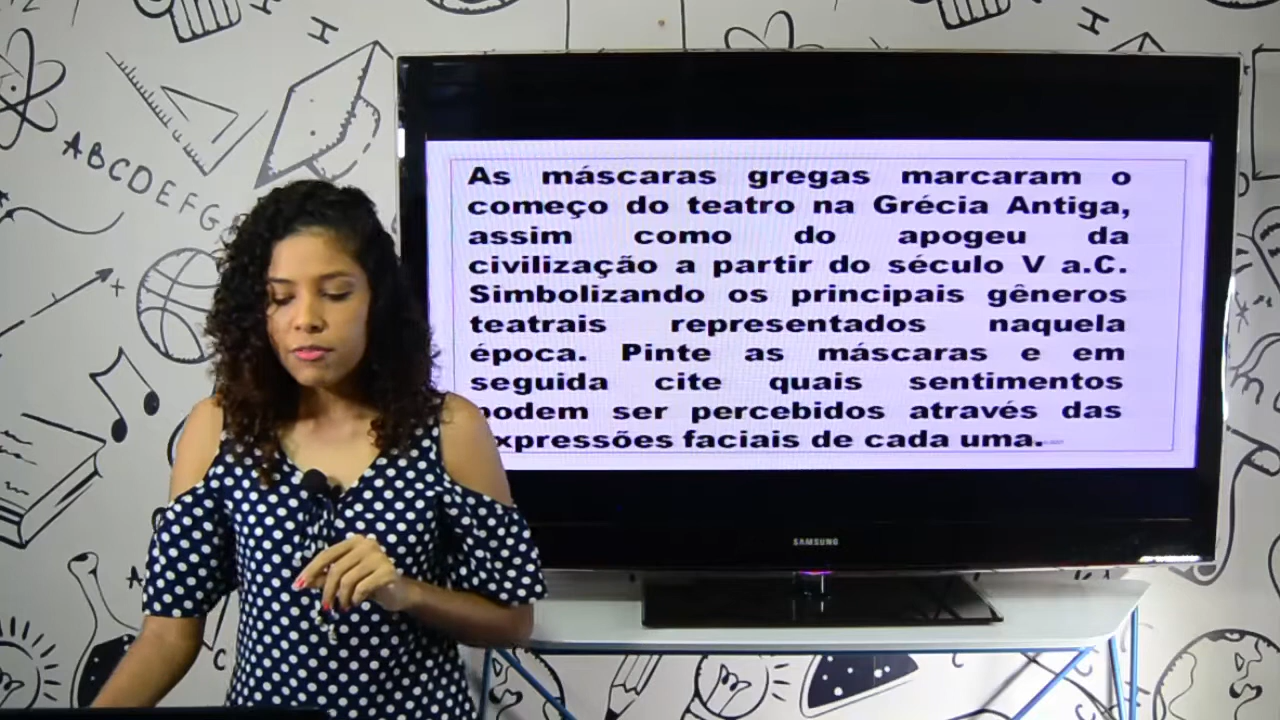 As máscaras gregas marcaram o
começo do teatro na Grécia Antiga,
assim como do apogeu da
civilização a partir do século V a.C.
Simbolizando os principais gêneros
teatrais representados naquela
época. Pinte as máscaras e em
seguida cite quais sentimentos
podem ser percebidos através das
xpressões faciais de cada uma.
SAMSUNG
ABCDEFG
H
H
A
C
C